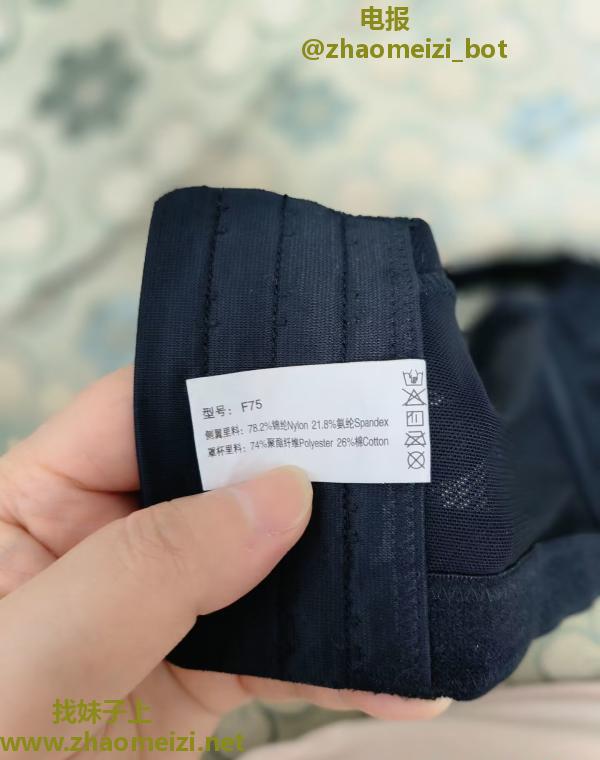 电报
@zhaomeizi_bot
型号: F75
侧翼里料: 78.2%锦纶Nylon 21.8%氨纶Spandex
罩杯里料: 74%聚酯纤维Polyester 26%棉Cotton
找妹子上
www.zhaomeizi.net